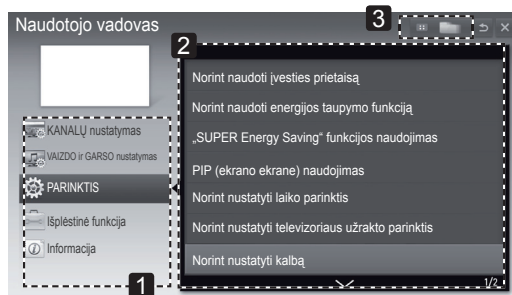 Naudotojo vadovas
3
2
KANALŲ nustatymas
VAIZDO ir GARSO nustatymas
PARINKTIS
Išplėstinė funkcija
Informacija
1
Norint naudoti įvesties prietaisą
Norint naudoti energijos taupymo funkciją
„SUPER Energy Saving“ funkcijos naudojimas
PIP (ekrano ekrane) naudojimas
Norint nustatyti laiko parinktis
Norint nustatyti televizoriaus užrakto parinktis
Norint nustatyti kalbą
1/2